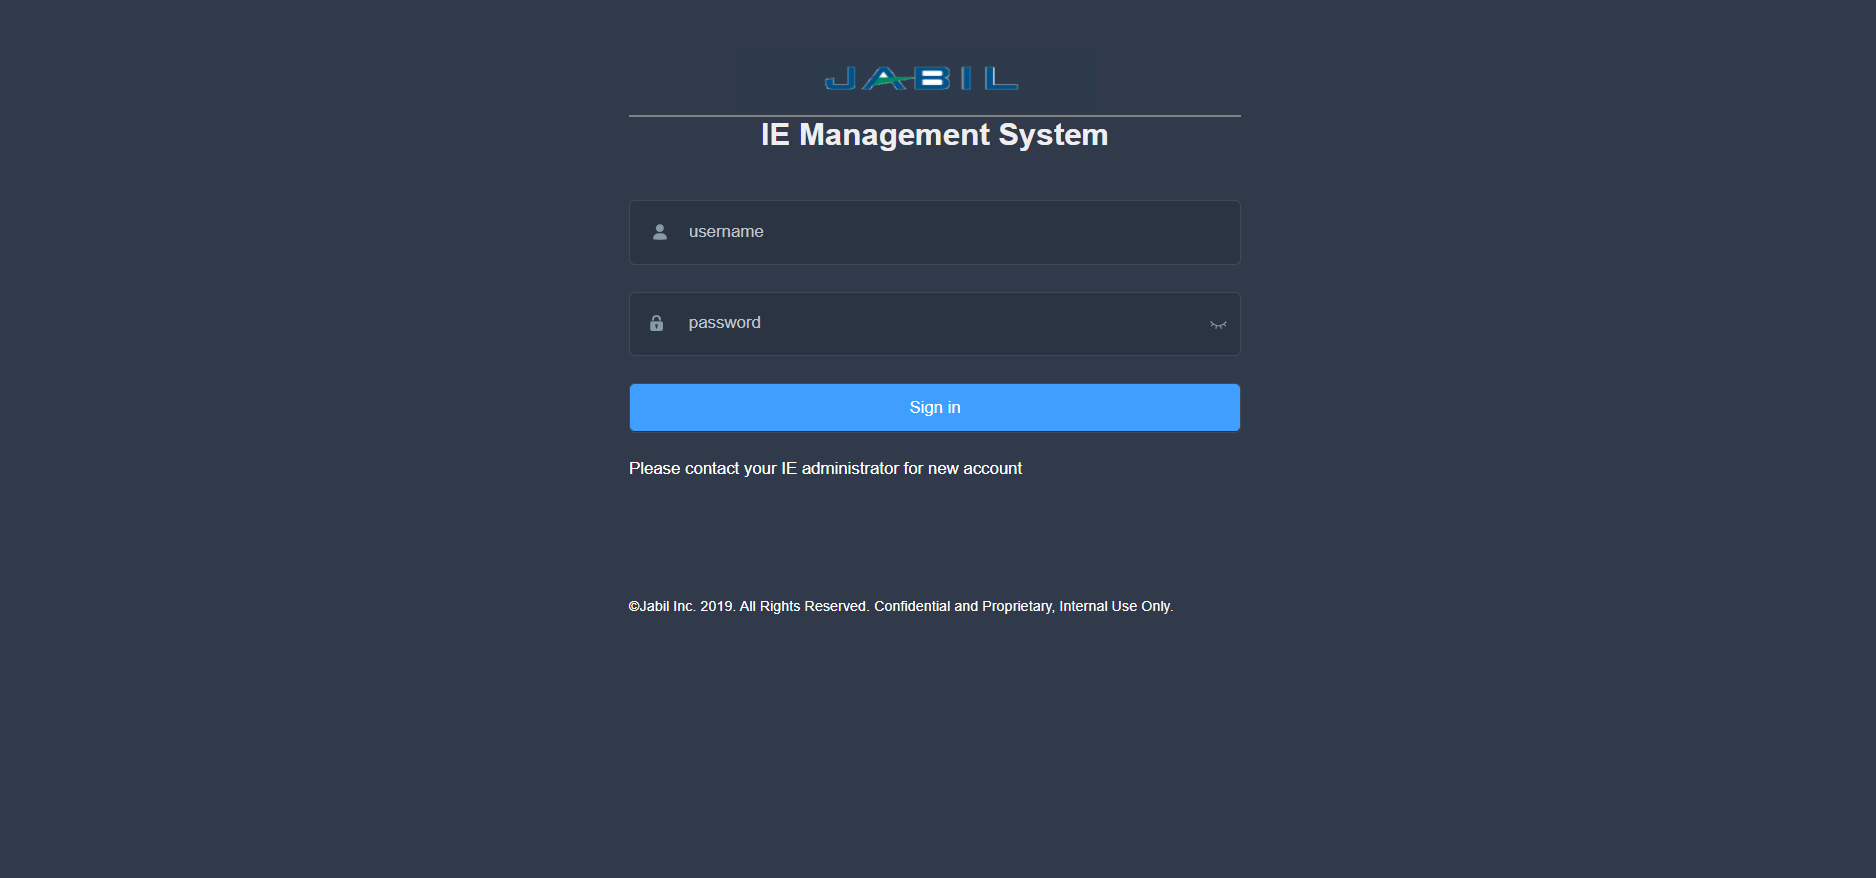 JABIL
IE Management System
username
password
Sign in
Please contact your IE administrator for new account
©Jabil Inc. 2019. All Rights Reserved. Confidential and Proprietary, Internal Use Only.